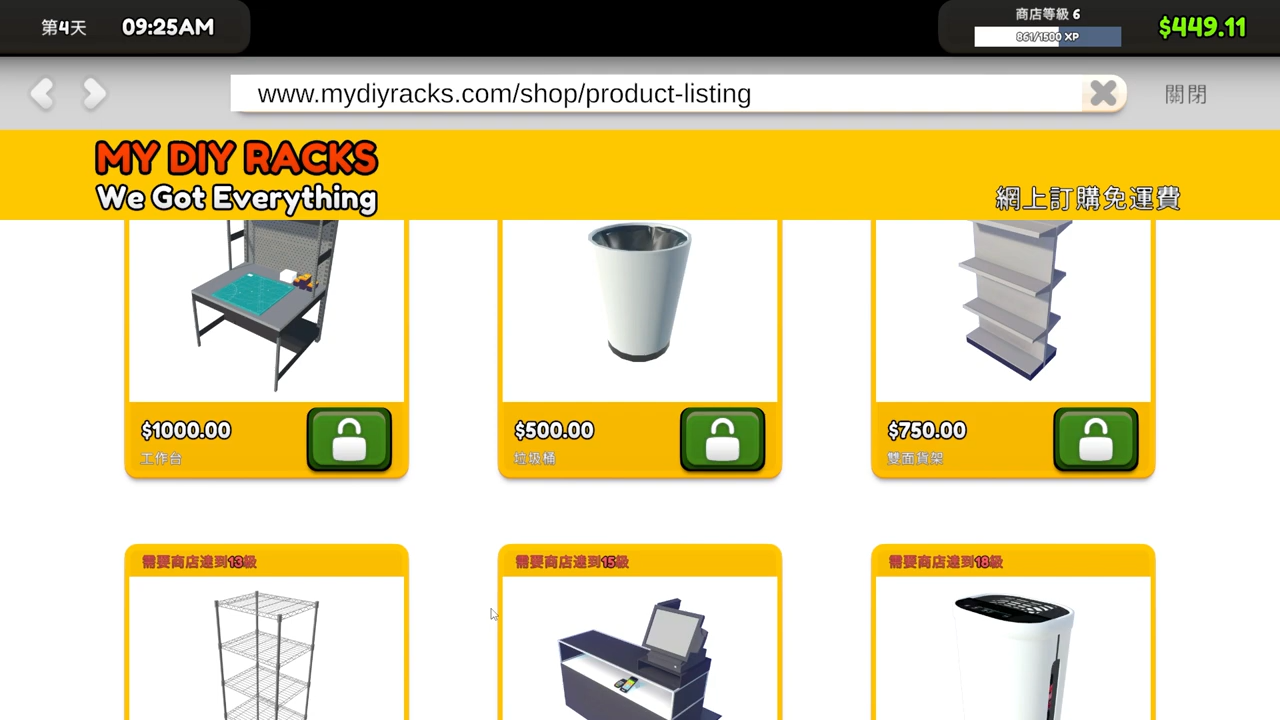 第4天
09:25AM
商店等級 6
861/1500 XP
$449.11
www.mydiyracks.com/shop/product-listing
關閉
MY DIY RACKS
We Got Everything
網上訂購免運費
$1000.00
工作台
$500.00
垃圾桶
$750.00
雙面貨架
需要商店達到13級
需要商店達到15級
需要商店達到18級